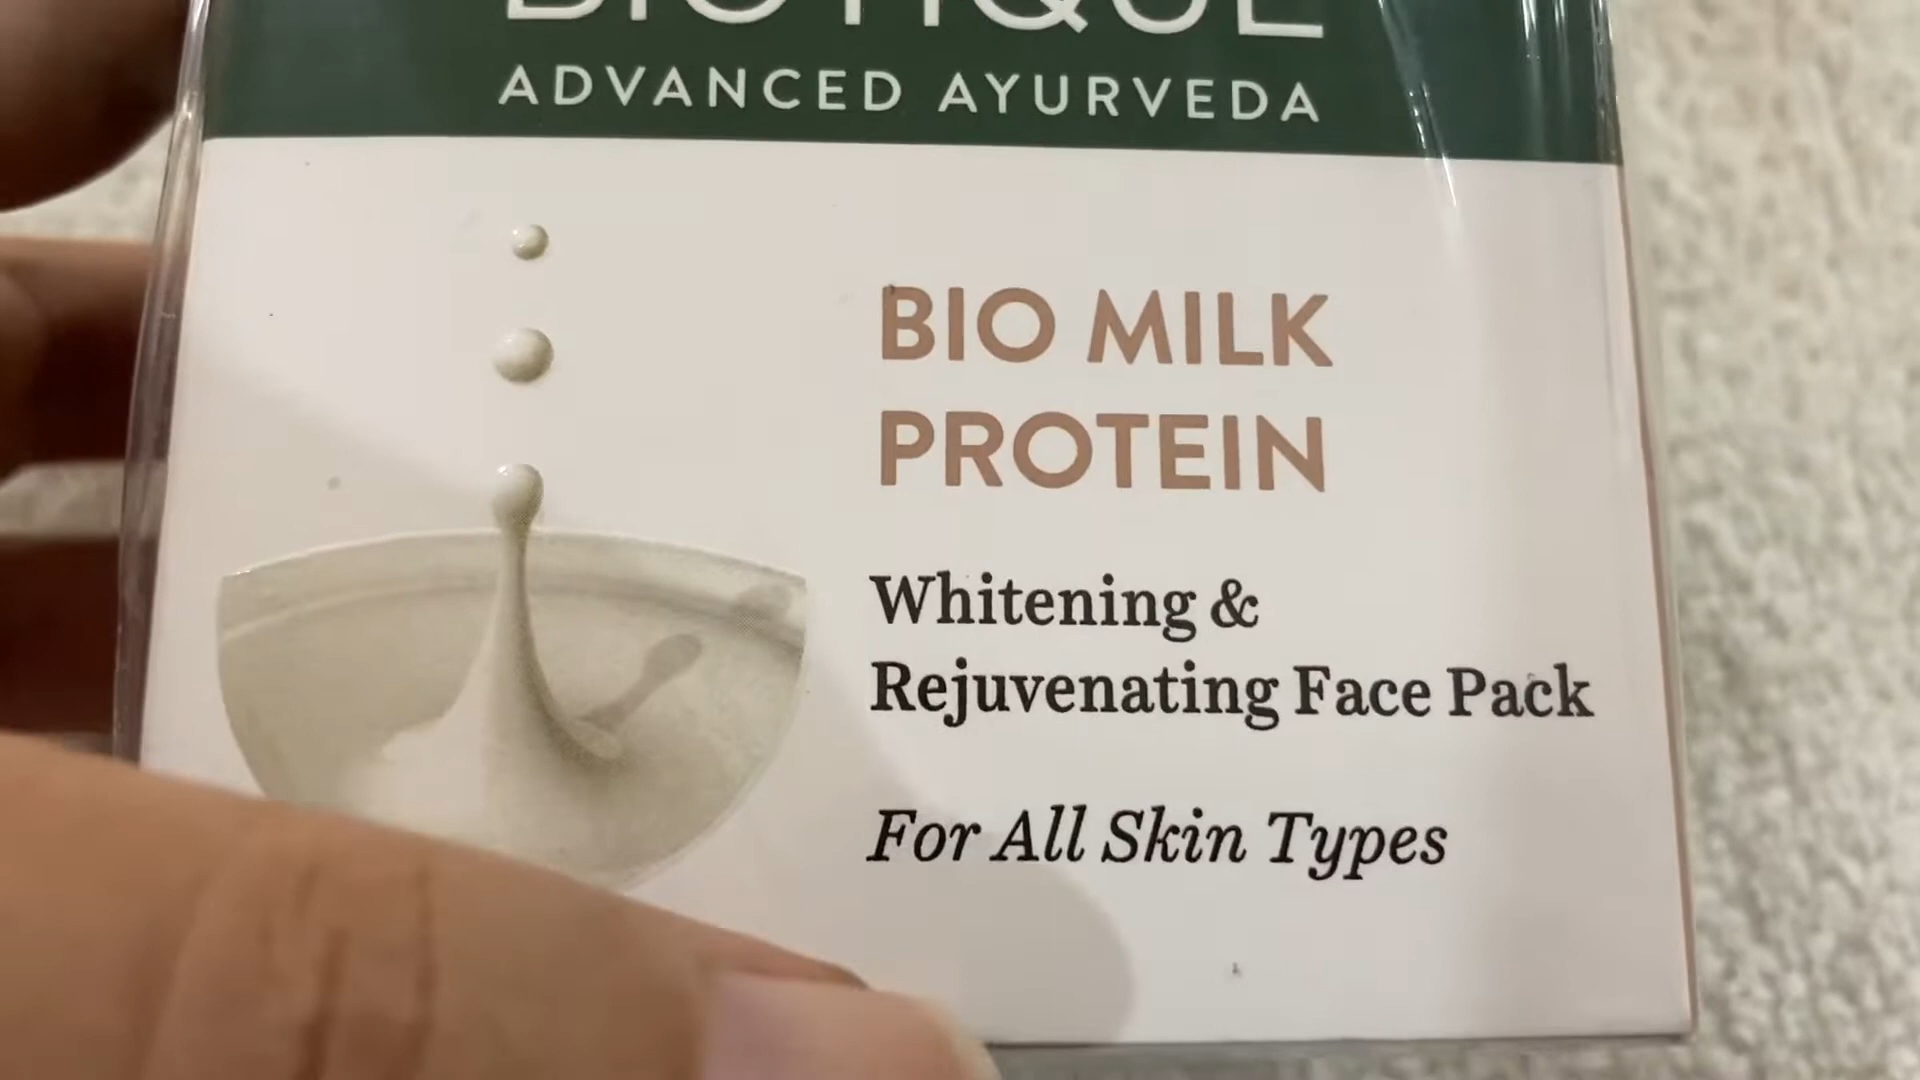 BIOTIQUE
ADVANCED AYURVEDA
BIO MILK
PROTEIN
Whitening &
Rejuvenating Face Pack
For All Skin Types